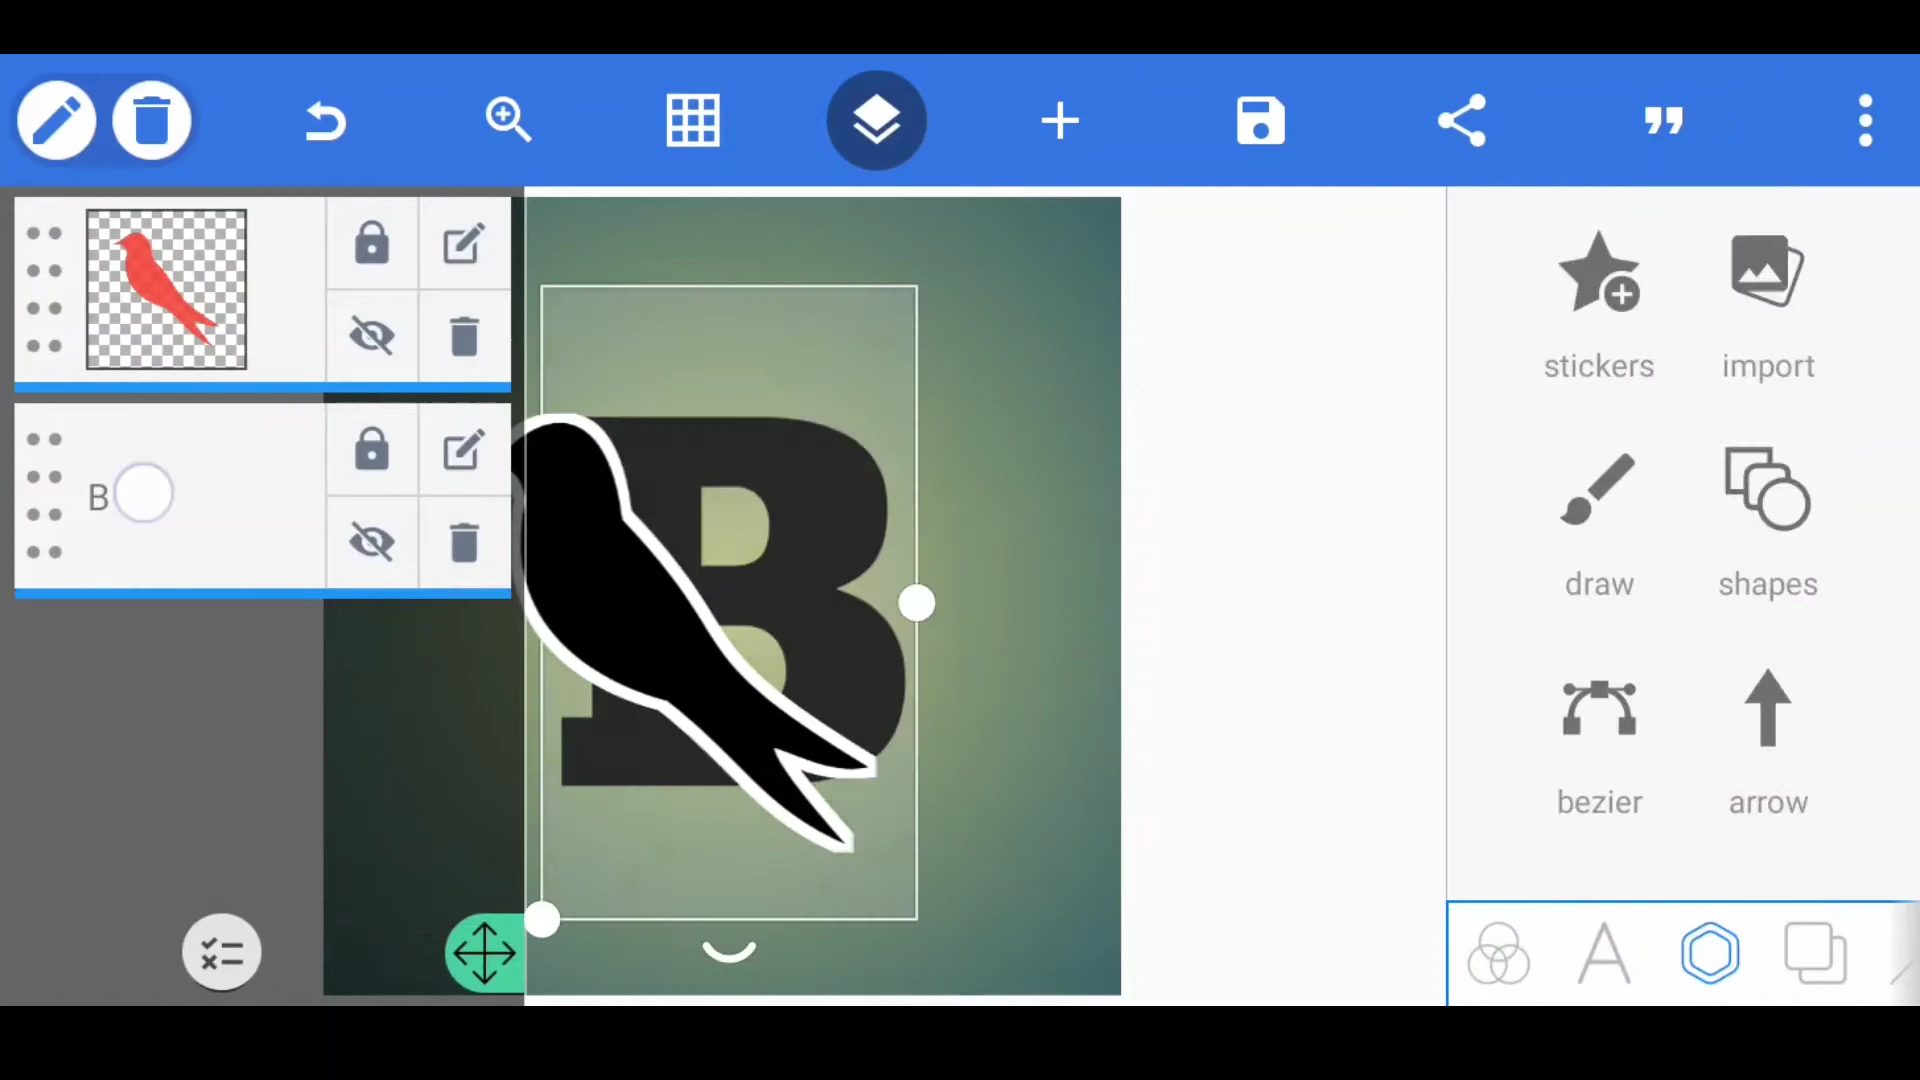 B
B
stickers
import
draw
shapes
bezier
arrow